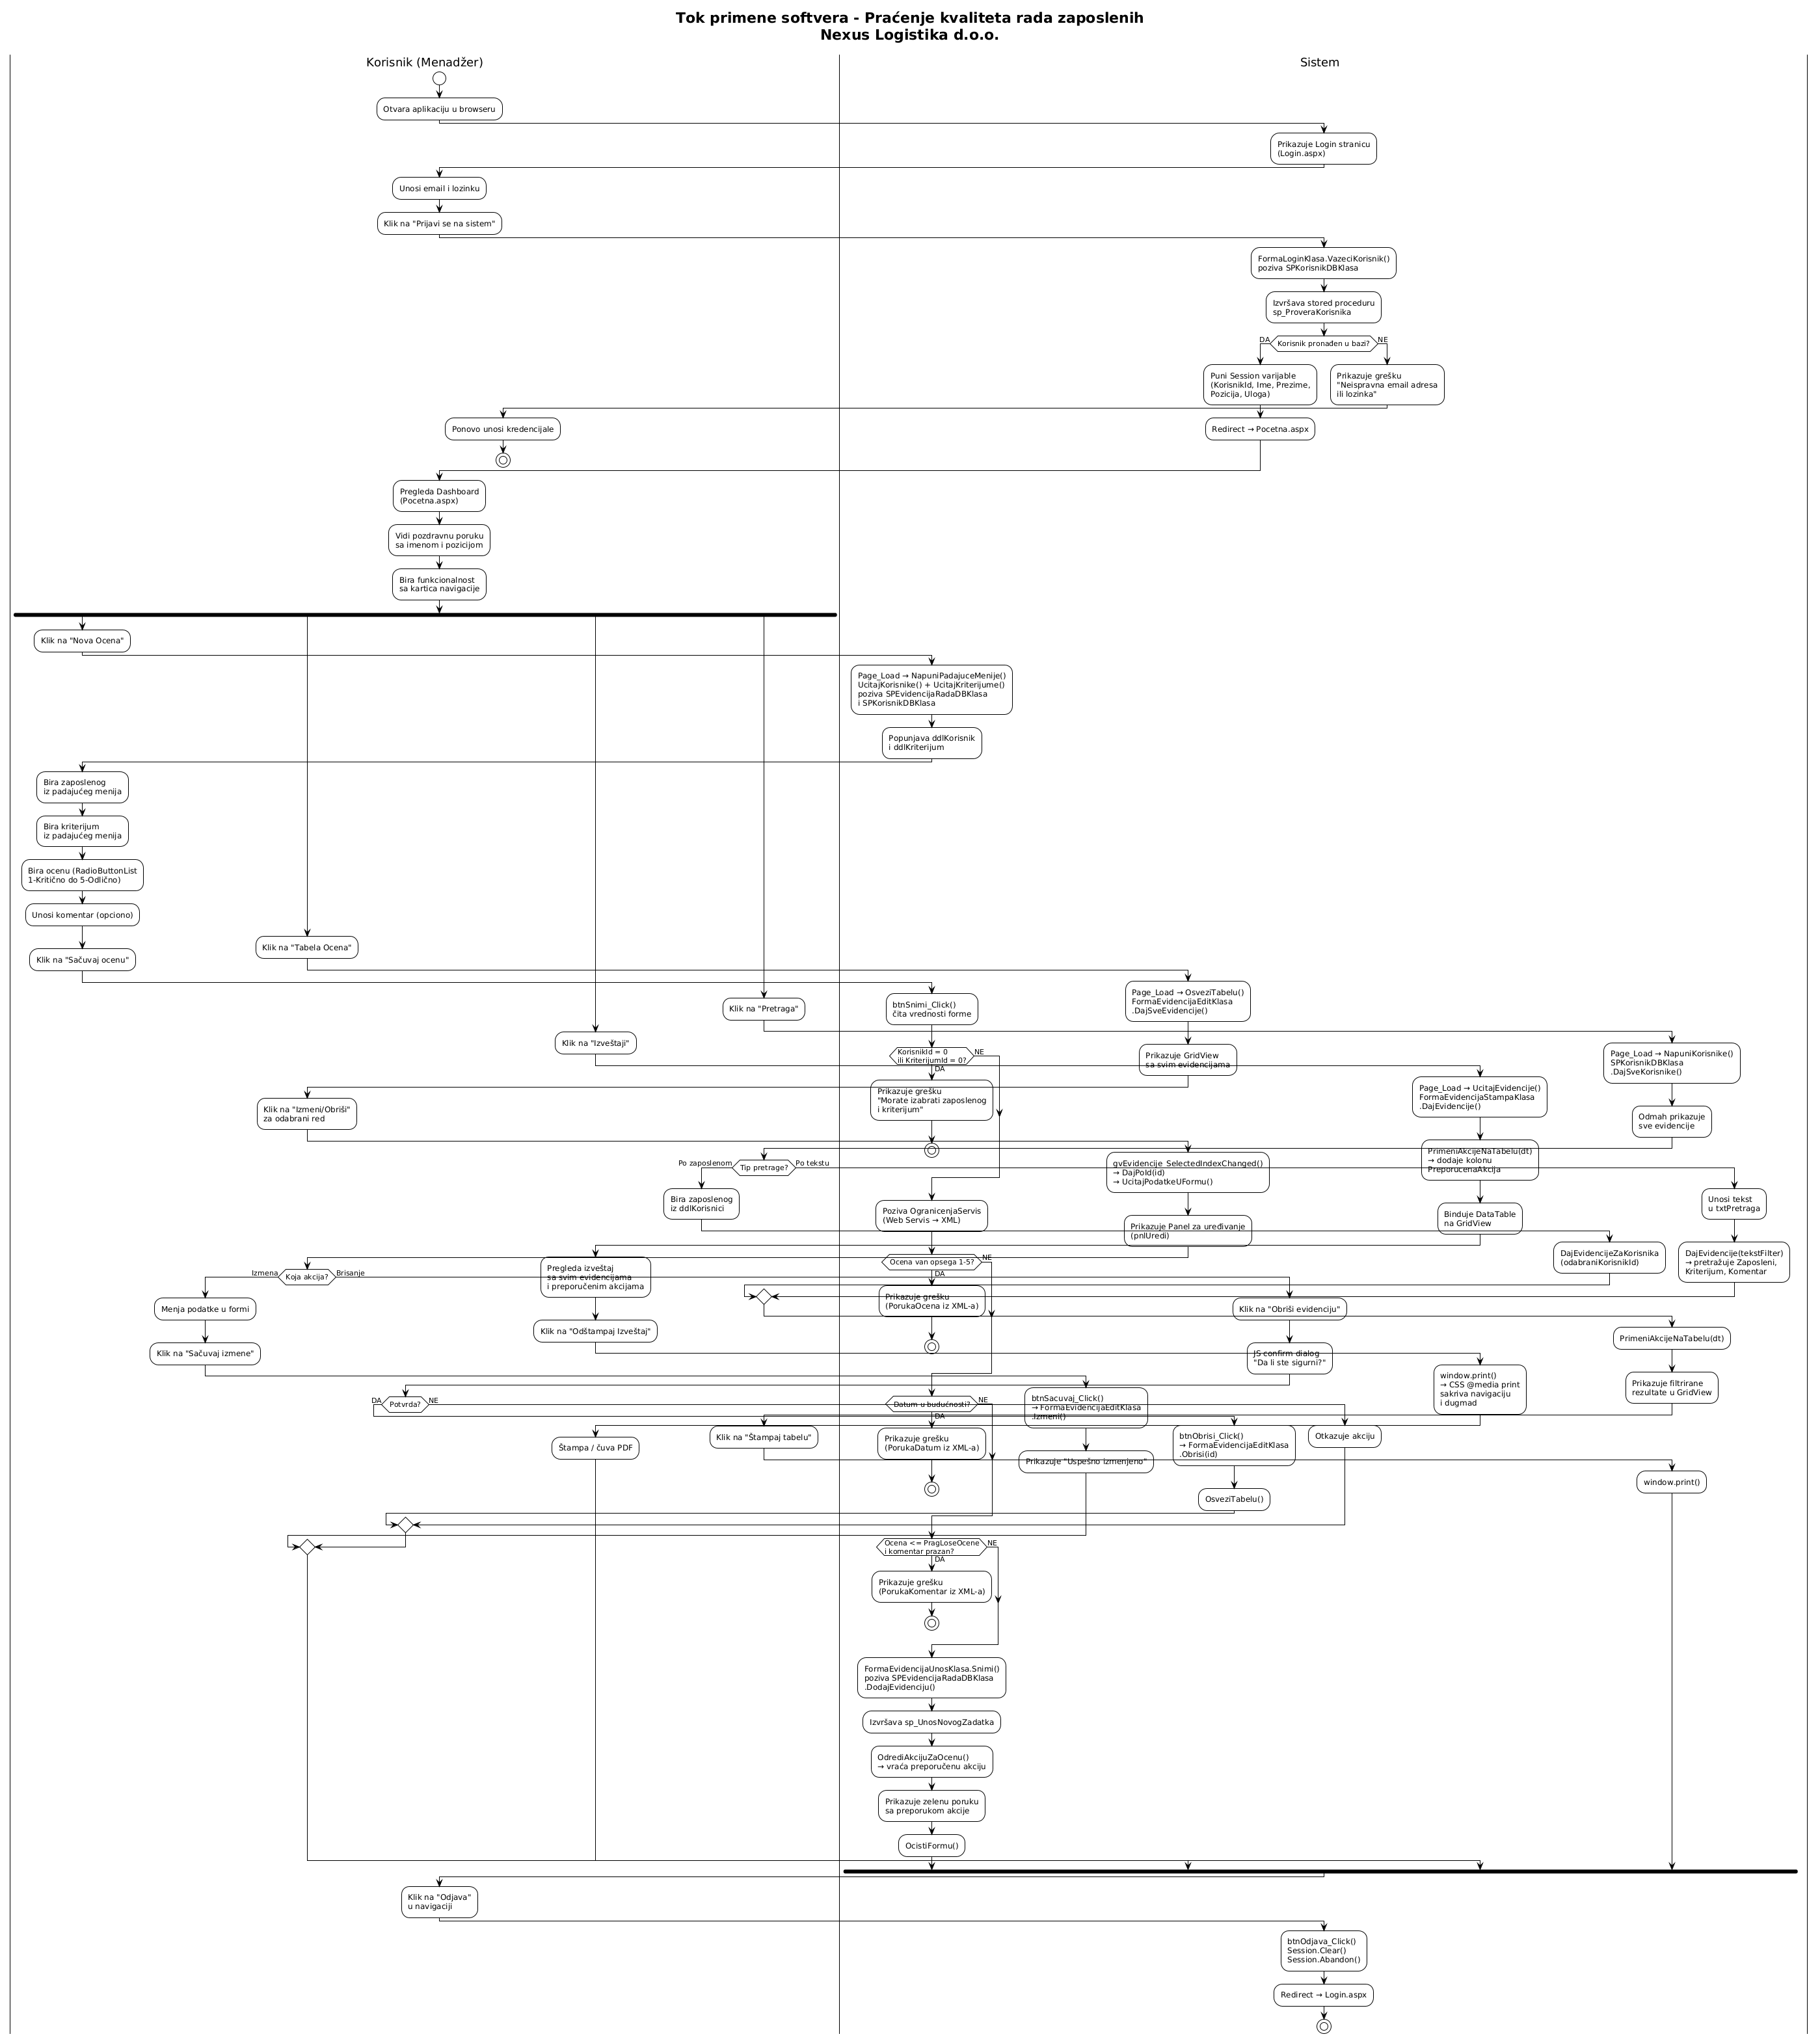 Tok primene softvera - Praćenje kvaliteta rada zaposlenih
Nexus Logistika d.o.o.
Korisnik (Menadžer)
Sistem
Otvara aplikaciju u browseru
Prikazuje Login stranicu
(Login.aspx)
Unosi email i lozinku
Klik na "Prijavi se na sistem"
FormaLoginKlasa.VazeciKorisnik()
poziva SPKorisnikDBKlasa
Izvršava stored proceduru
sp_ProveraKorisnika
Korisnik pronađen u bazi?
DA
NE
Puni Session varijable
(KorisnikId, Ime, Prezime,
Pozicija, Uloga)
Prikazuje grešku
"Neispravna email adresa
ili lozinka"
Ponovo unosi kredencijale
Redirect → Pocetna.aspx
Pregleda Dashboard
(Pocetna.aspx)
Vidi pozdravnu poruku
sa imenom i pozicijom
Bira funkcionalnost
sa kartica navigacije
Klik na "Nova Ocena"
Page_Load → NapuniPadajuceMenije()
UcitajKorisnike() + UcitajKriterijume()
poziva SPEvidencijaRadaDBKlasa
i SPKorisnikDBKlasa
Popunjava ddlKorisnik
i ddlKriterijum
Bira zaposlenog
iz padajućeg menija
Bira kriterijum
iz padajućeg menija
Bira ocenu (RadioButtonList
1-Kritično do 5-Odlično)
Unosi komentar (opciono)
Klik na "Sačuvaj ocenu"
Klik na "Tabela Ocena"
Klik na "Pretraga"
Klik na "Izveštaji"
btnSnimi_Click()
čita vrednosti forme
Page_Load → OsveziTabelu()
FormaEvidencijaEditKlasa
.DajSveEvidencije()
KorisnikId = 0
ili KriterijumId = 0?
NE
DA
Prikazuje GridView
sa svim evidencijama
Page_Load → NapuniKorisnike()
SPKorisnikDBKlasa
.DajSveKorisnike()
Prikazuje grešku
"Morate izabrati zaposlenog
i kriterijum"
Page_Load → UcitajEvidencije()
FormaEvidencijaStampaKlasa
.DajEvidencije()
Klik na "Izmeni/Obriši"
za odabrani red
Odmah prikazuje
sve evidencije
Po zaposlenom
Tip pretrage?
Po tekstu
gvEvidencije_SelectedIndexChanged()
→ DajPoId(id)
→ UcitajPodatkeUFormu()
PrimeniAkcijeNaTabelu(dt)
→ dodaje kolonu
PreporucenaAkcija
Bira zaposlenog
iz ddlKorisnici
Unosi tekst
u txtPretraga
Poziva OgranicenjaServis
(Web Servis → XML)
Binduje DataTable
na GridView
Prikazuje Panel za uređivanje
(pnlUredi)
Ocena van opsega 1-5?
NE
DA
DajEvidencijeZaKorisnika
(odabraniKorisnikId)
DajEvidencije(tekstFilter)
→ pretražuje Zaposleni,
Kriterijum, Komentar
Izmena
Koja akcija?
Brisanje
Pregleda izveštaj
sa svim evidencijama
i preporučenim akcijama
Prikazuje grešku
(PorukaOcena iz XML-a)
Menja podatke u formi
Klik na "Obriši evidenciju"
Klik na "Odštampaj Izveštaj"
PrimeniAkcijeNaTabelu(dt)
Klik na "Sačuvaj izmene"
JS confirm dialog
"Da li ste sigurni?"
window.print()
→ CSS @media print
sakriva navigaciju
i dugmad
Prikazuje filtrirane
rezultate u GridView
DA
Potvrda?
NE
Datum u budućnosti?
NE
DA
btnSacuvaj_Click()
→ FormaEvidencijaEditKlasa
.Izmeni()
Štampa / čuva PDF
Klik na "Štampaj tabelu"
Prikazuje grešku
(PorukaDatum iz XML-a)
btnObrisi_Click()
→ FormaEvidencijaEditKlasa
.Obrisi(id)
Otkazuje akciju
Prikazuje "Uspešno izmenjeno"
window.print()
OsveziTabelu()
Ocena <= PragLoseOcene
i komentar prazan?
NE
DA
Prikazuje grešku
(PorukaKomentar iz XML-a)
FormaEvidencijaUnosKlasa.Snimi()
poziva SPEvidencijaRadaDBKlasa
.DodajEvidenciju()
Izvršava sp_UnosNovogZadatka
OdrediAkcijuZaOcenu()
→ vraća preporučenu akciju
Prikazuje zelenu poruku
sa preporukom akcije
OcistiFormu()
Klik na "Odjava"
u navigaciji
btnOdjava_Click()
Session.Clear()
Session.Abandon()
Redirect → Login.aspx